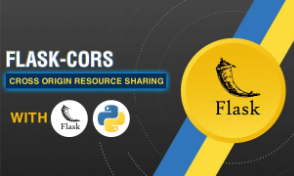 FLASK-CORS
CROSS ORIGIN RESOURCE SHARING
WITH
Flask
Flask